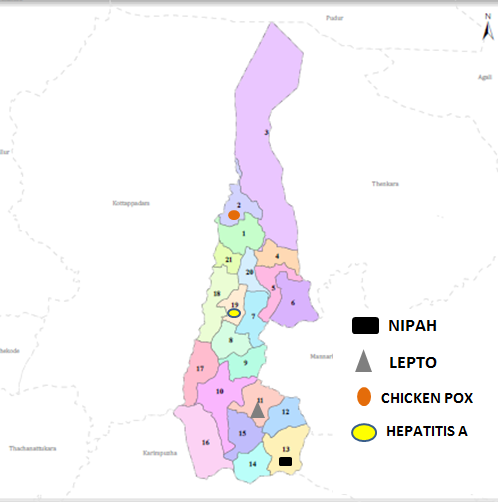 Pudur
N
Agali
3
llur
Thenkara
Kottappadam
2
1
4
21
20
5
6
18
19
7
NIPAH
8
Mannarl
9
LEPTO
17
10
CHICKEN POX
11
12
HEPATITIS A
15
16
13
14
Thachanattukara
Karimpuzha